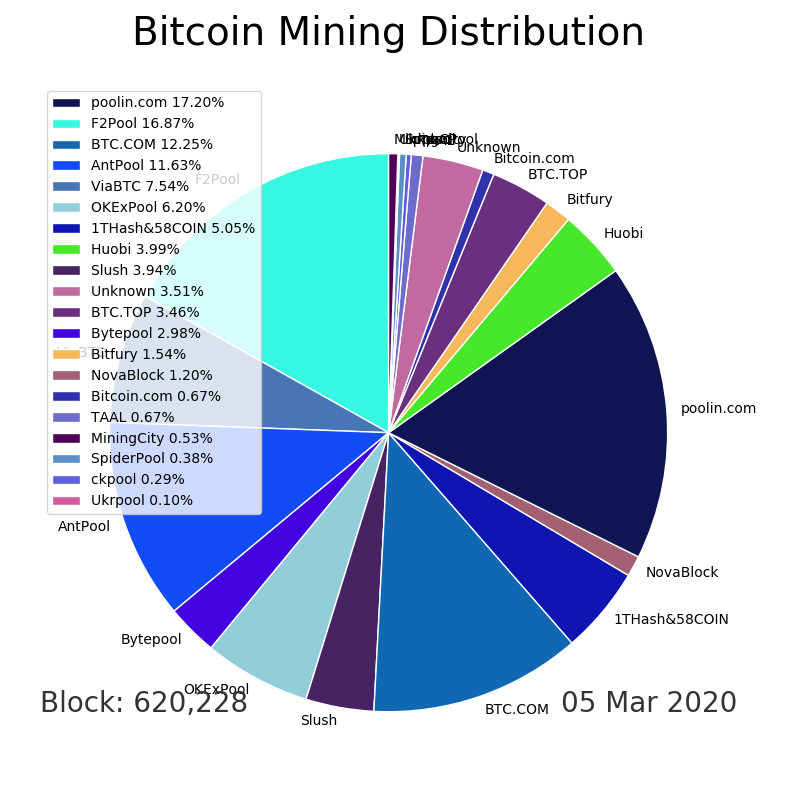 Bitcoin Mining Distribution
poolin.com 17.20%
F2Pool 16.87%
BTC.COM 12.25%
AntPool 11.63%
ViaBTC 7.54%
OKExPool 6.20%
1THash&58COIN 5.05%
Huobi 3.99%
Slush 3.94%
Unknown 3.51%
BTC.TOP 3.46%
Bytepool 2.98%
Bitfury 1.54%
NovaBlock 1.20%
Bitcoin.com 0.67%
TAAL 0.67%
MiningCity 0.53%
SpiderPool 0.38%
ckpool 0.29%
Ukrpool 0.10%
Unknown
Bitcoin.com
BTC.TOP
F2Pool
Bitfury
Huobi
poolin.com
AntPool
NovaBlock
1THash&58COIN
Bytepool
OKExPool
Block: 620,228
Slush
BTC.COM
05 Mar 2020